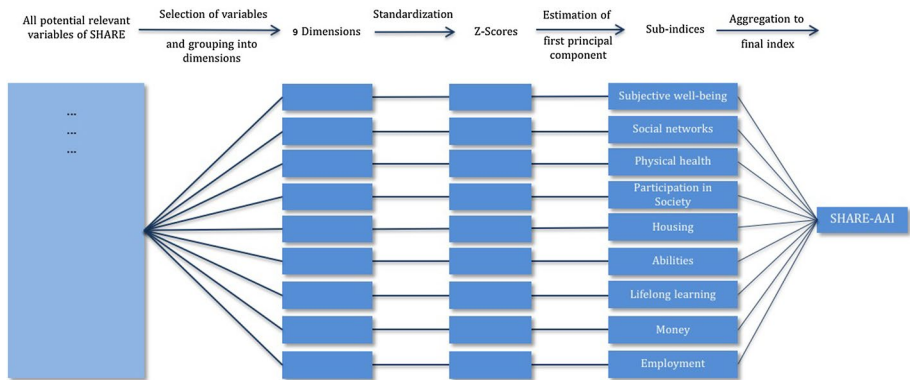 All potential relevant
variables of SHARE
Selection of variables
and grouping into
dimensions
9 Dimensions
Standardization
Z-Scores
Estimation of
first principal
component
Sub-indices
Aggregation to
final index
...
...
...
Subjective well-being
Social networks
Physical health
Participation in
Society
Housing
Abilities
Lifelong learning
Money
Employment
SHARE-AAI